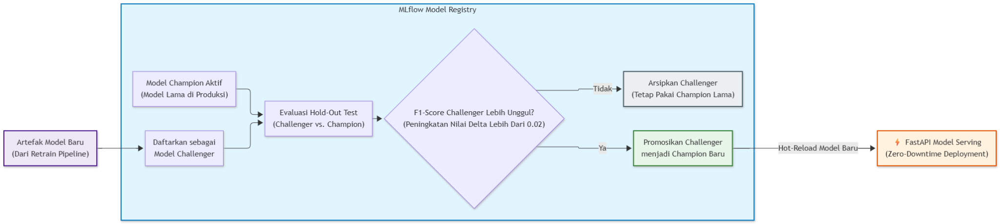 MLflow Model Registry
Artefak Model Baru
(Dari Retrain Pipeline)
Model Champion Aktif
(Model Lama di Produksi)
Daftarkan sebagai
Model Challenger
Evaluasi Hold-Out Test
(Challenger vs. Champion)
F1-Score Challenger Lebih Unggul?
(Peningkatan Nilai Delta Lebih Dari 0.02)
Tidak
Arsipkan Challenger
(Tetap Pakai Champion Lama)
Ya
Promosikan Challenger
menjadi Champion Baru
Hot-Reload Model Baru
⚡ FastAPI Model Serving
(Zero-Downtime Deployment)